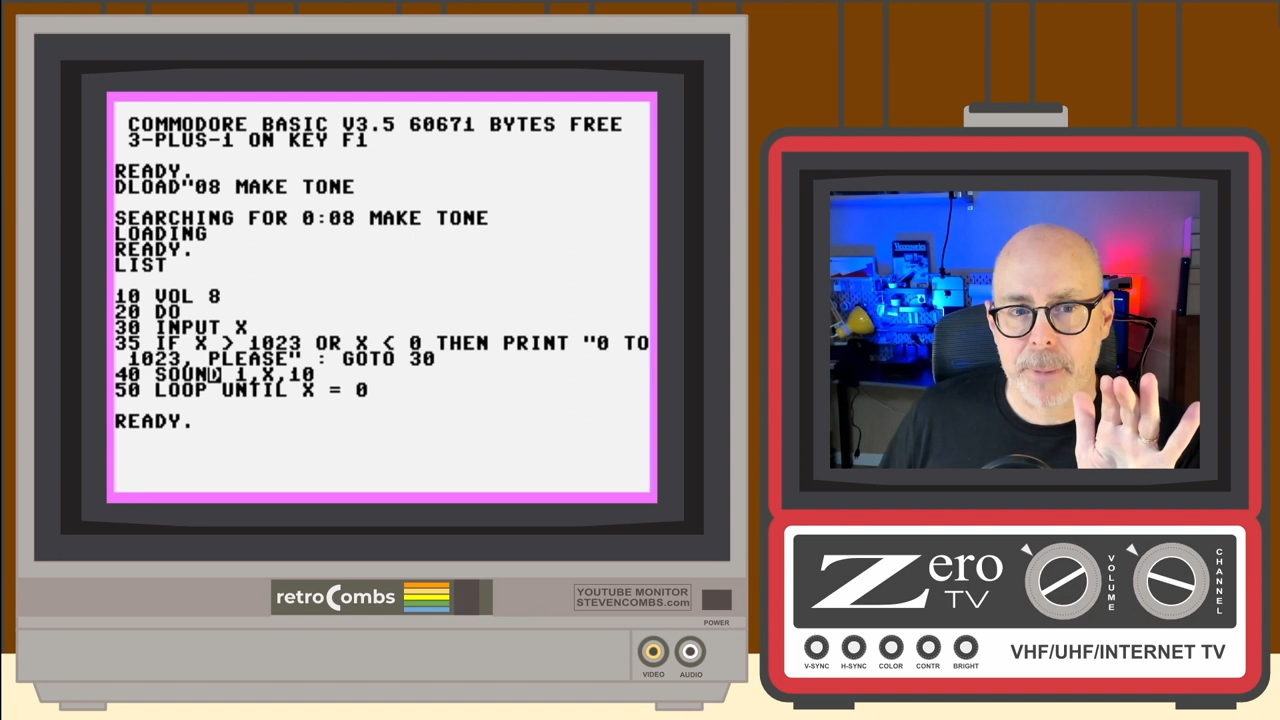 COMMODORE BASIC V3.5 60671 BYTES FREE
3-PLUS-1 ON KEY F1
READY.
DLOAD"08 MAKE TONE
SEARCHING FOR 0:08 MAKE TONE
LOADING
READY.
LIST
10 VOL 8
20 DO
30 INPUT X
35 IF X > 1023 OR X < 0 THEN PRINT "0 TO
1023, PLEASE" : GOTO 30
40 SOUND 1,X,10
50 LOOP UNTIL X = 0
READY.
retroCombs
YOUTUBE MONITOR
STEVENCOMBS.com
POWER
VIDEO
AUDIO
Zero
TV
VOLUME
CHANNEL
V-SYNC
H-SYNC
COLOR
CONTR
BRIGHT
VHF/UHF/INTERNET TV